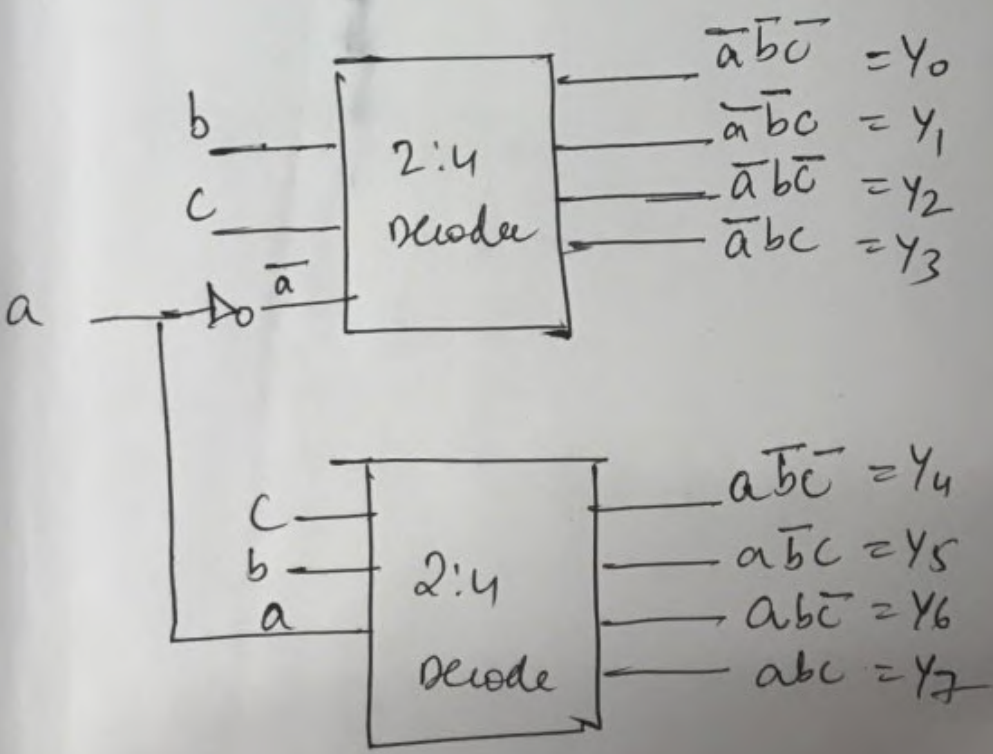 a̅ b̅ c̅ = Y₀
b
2:4
a̅ b̅ c = Y₁
a̅ b c̅ = Y₂
c
Decoder
a̅ b c = Y₃
a̅
a
a b̅ c̅ = Y₄
c
a b̅ c = Y₅
b
2:4
a b c̅ = Y₆
a
Decode
a b c = Y₇